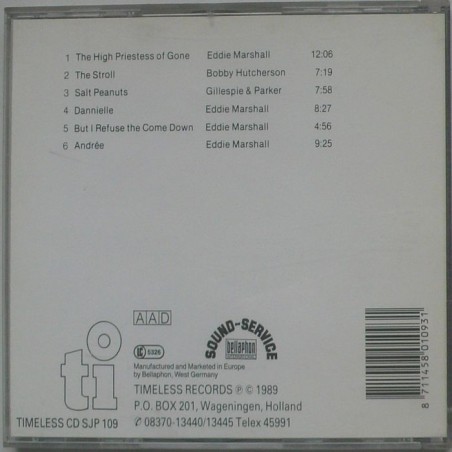 1 The High Priestess of Gone Eddie Marshall 12:06
2 The Stroll Bobby Hutcherson 7:19
3 Salt Peanuts Gillespie & Parker 7:58
4 Dannielle Eddie Marshall 8:27
5 But I Refuse the Come Down Eddie Marshall 4:56
6 Andrée Eddie Marshall 9:25
ti
AAD
LC 5325
SOUND-SERVICE
bellaphon
Manufactured and Marketed in Europe
by Bellaphon, West Germany
TIMELESS RECORDS ℗ © 1989
P.O. BOX 201, Wageningen, Holland
TIMELESS CD SJP 109
✆ 08370-13440/13445 Telex 45991
8 711458 010931